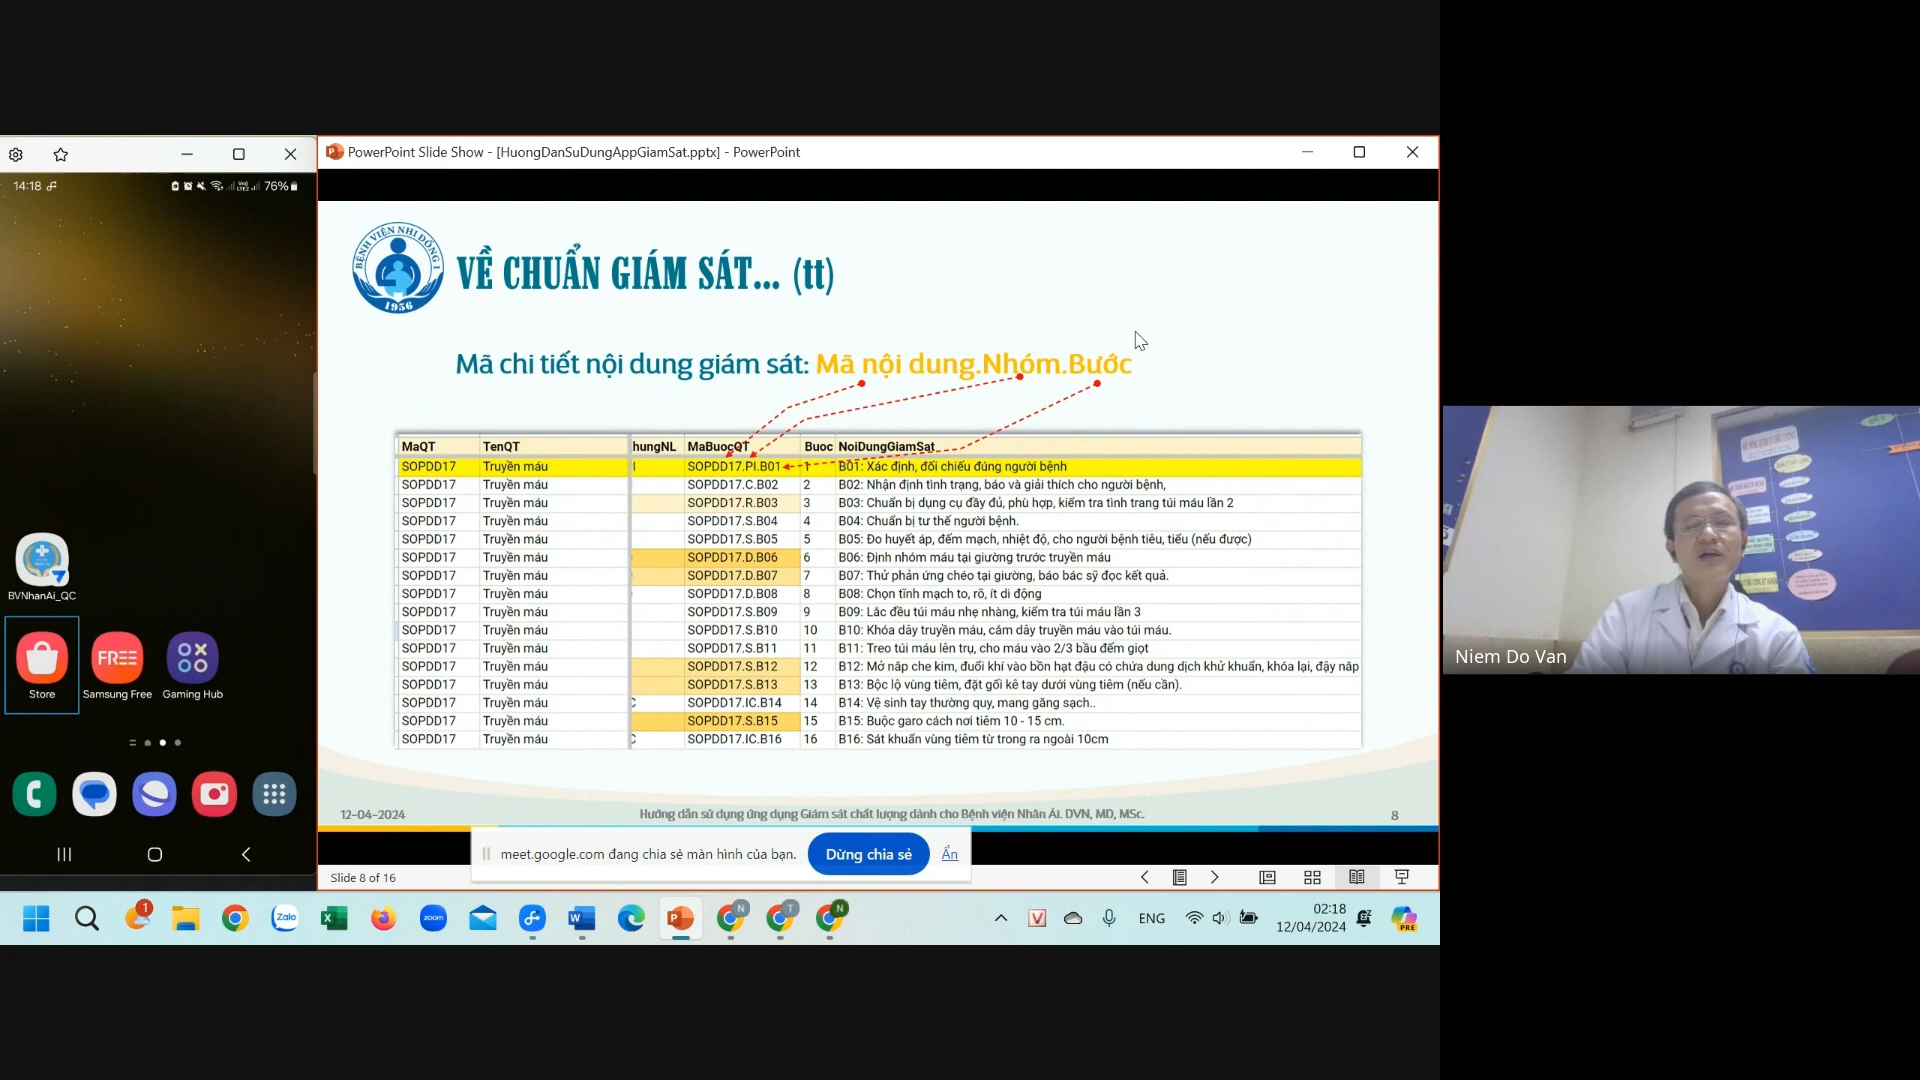 14:18
76%
BVNhanAi_QC
FREE
Store
Samsung Free
Gaming Hub
PowerPoint Slide Show - [HuongDanSuDungAppGiamSat.pptx] - PowerPoint
BỆNH VIỆN NHI ĐỒNG 1
1956
VỀ CHUẨN GIÁM SÁT... (tt)
Mã chi tiết nội dung giám sát: Mã nội dung.Nhóm.Bước
MaQT TenQT hungNL MaBuocQT Buoc NoiDungGiamSat
SOPDD17 Truyền máu SOPDD17.PI.B01 1 B01: Xác định, đối chiếu đúng người bệnh
SOPDD17 Truyền máu SOPDD17.C.B02 2 B02: Nhận định tình trạng, báo và giải thích cho người bệnh,
SOPDD17 Truyền máu SOPDD17.R.B03 3 B03: Chuẩn bị dụng cụ đầy đủ, phù hợp, kiểm tra tình trang túi máu lần 2
SOPDD17 Truyền máu SOPDD17.S.B04 4 B04: Chuẩn bị tư thế người bệnh.
SOPDD17 Truyền máu SOPDD17.S.B05 5 B05: Đo huyết áp, đếm mạch, nhiệt độ, cho người bệnh tiêu, tiểu (nếu được)
SOPDD17 Truyền máu SOPDD17.D.B06 6 B06: Định nhóm máu tại giường trước truyền máu
SOPDD17 Truyền máu SOPDD17.D.B07 7 B07: Thử phản ứng chéo tại giường, báo bác sỹ đọc kết quả.
SOPDD17 Truyền máu SOPDD17.D.B08 8 B08: Chọn tĩnh mạch to, rõ, ít di động
SOPDD17 Truyền máu SOPDD17.S.B09 9 B09: Lắc đều túi máu nhẹ nhàng, kiểm tra túi máu lần 3
SOPDD17 Truyền máu SOPDD17.S.B10 10 B10: Khóa dây truyền máu, cắm dây truyền máu vào túi máu.
SOPDD17 Truyền máu SOPDD17.S.B11 11 B11: Treo túi máu lên trụ, cho máu vào 2/3 bầu đếm giọt
SOPDD17 Truyền máu SOPDD17.S.B12 12 B12: Mở nắp che kim, đuổi khí vào bồn hạt đậu có chứa dung dịch khử khuẩn, khóa lại, đậy nắp
SOPDD17 Truyền máu SOPDD17.S.B13 13 B13: Bộc lộ vùng tiêm, đặt gối kê tay dưới vùng tiêm (nếu cần).
SOPDD17 Truyền máu C SOPDD17.IC.B14 14 B14: Vệ sinh tay thường quy, mang găng sạch..
SOPDD17 Truyền máu SOPDD17.S.B15 15 B15: Buộc garo cách nơi tiêm 10 - 15 cm.
SOPDD17 Truyền máu C SOPDD17.IC.B16 16 B16: Sát khuẩn vùng tiêm từ trong ra ngoài 10cm
12-04-2024 Hướng dẫn sử dụng ứng dụng Giám sát chất lượng dành cho Bệnh viện Nhân Ái. DVN, MD, MSc. 8
meet.google.com đang chia sẻ màn hình của bạn. Dừng chia sẻ Ẩn
Slide 8 of 16
Niem Do Van
1
Zalo
zoom
N
T
N
ENG
02:18
12/04/2024
PRE